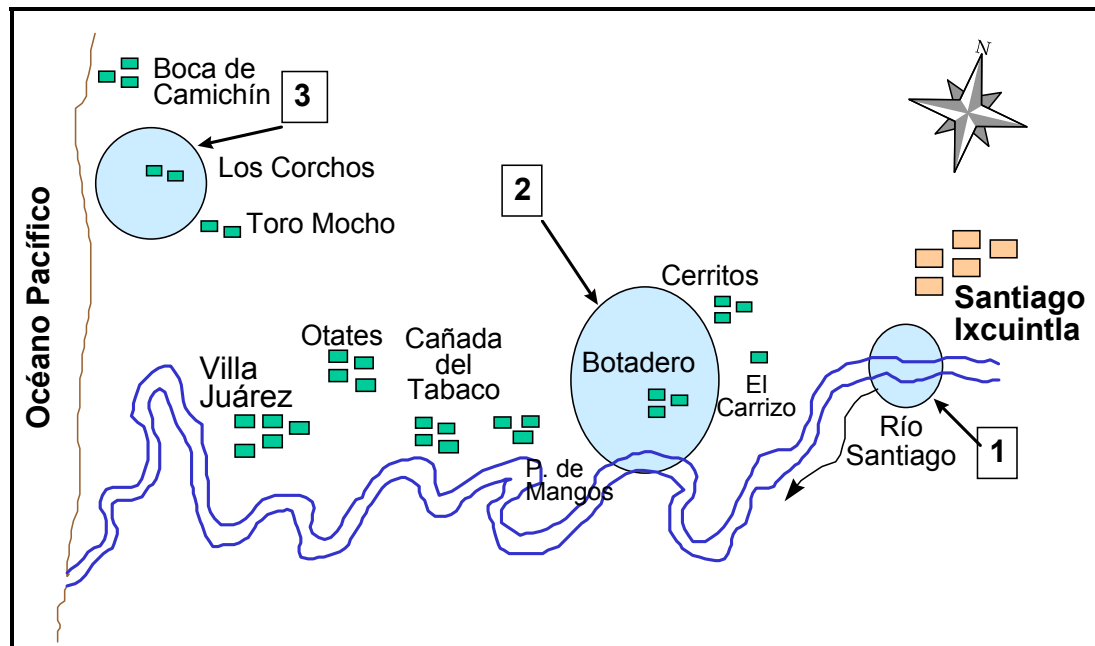 N
Boca de
Camichín
3
Los Corchos
Toro Mocho
Océano Pacífico
2
Cerritos
Santiago
Ixcuintla
Otates
Cañada
del
Tabaco
Botadero
Villa
Juárez
El
Carrizo
Río
Santiago
1
P. de
Mangos